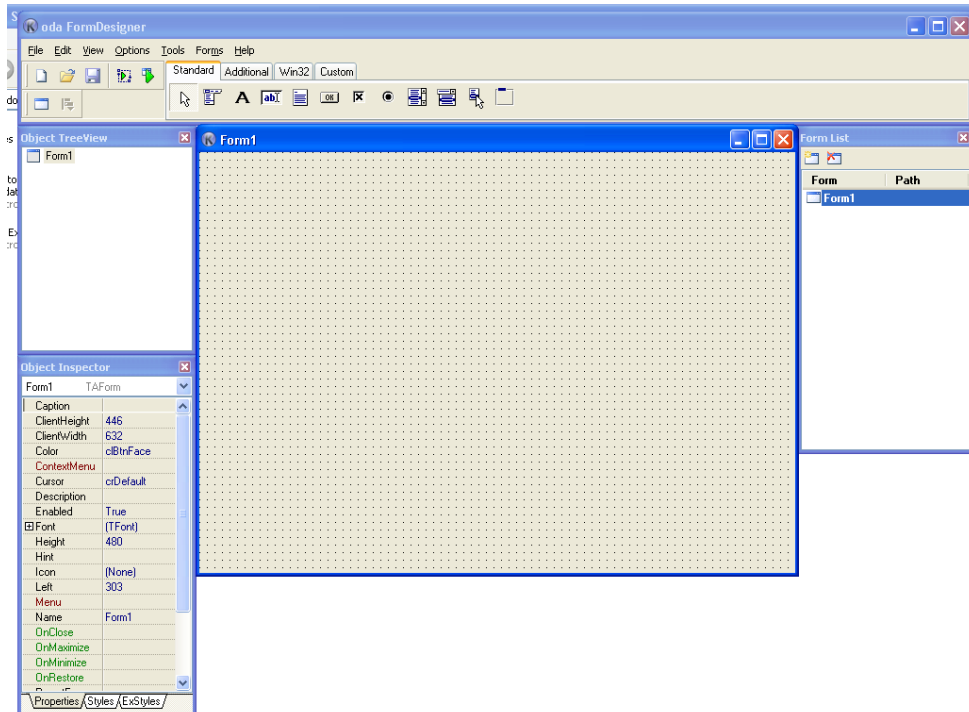 oda FormDesigner
File Edit View Options Tools Forms Help
Standard Additional Win32 Custom
A ab OK
Object TreeView
Form1
Form1
Form List
Form Path
Form1
Object Inspector
Form1 TAForm
Caption
ClientHeight 446
ClientWidth 632
Color clBtnFace
ContextMenu
Cursor crDefault
Description
Enabled True
Font (TFont)
Height 480
Hint
Icon (None)
Left 303
Menu
Name Form1
OnClose
OnMaximize
OnMinimize
OnRestore
Properties Styles ExStyles